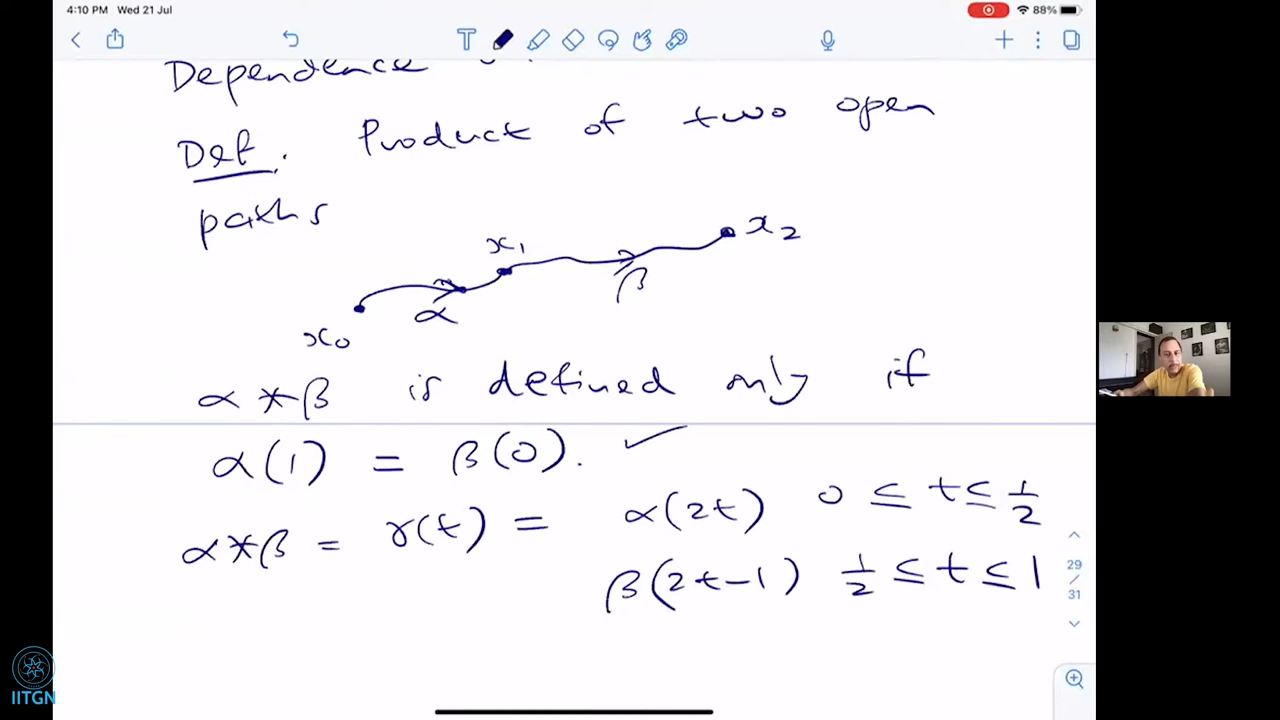 4:10 PM Wed 21 Jul
88%
Dependence
Def. Product of two open
paths
x₁ x₂
β
α
x₀
α * β is defined only if
α(1) = β(0). ✓
α*β = γ(t) = α(2t) 0 ≤ t ≤ 1/2
β(2t-1) 1/2 ≤ t ≤ 1
29
/
31
IITGN